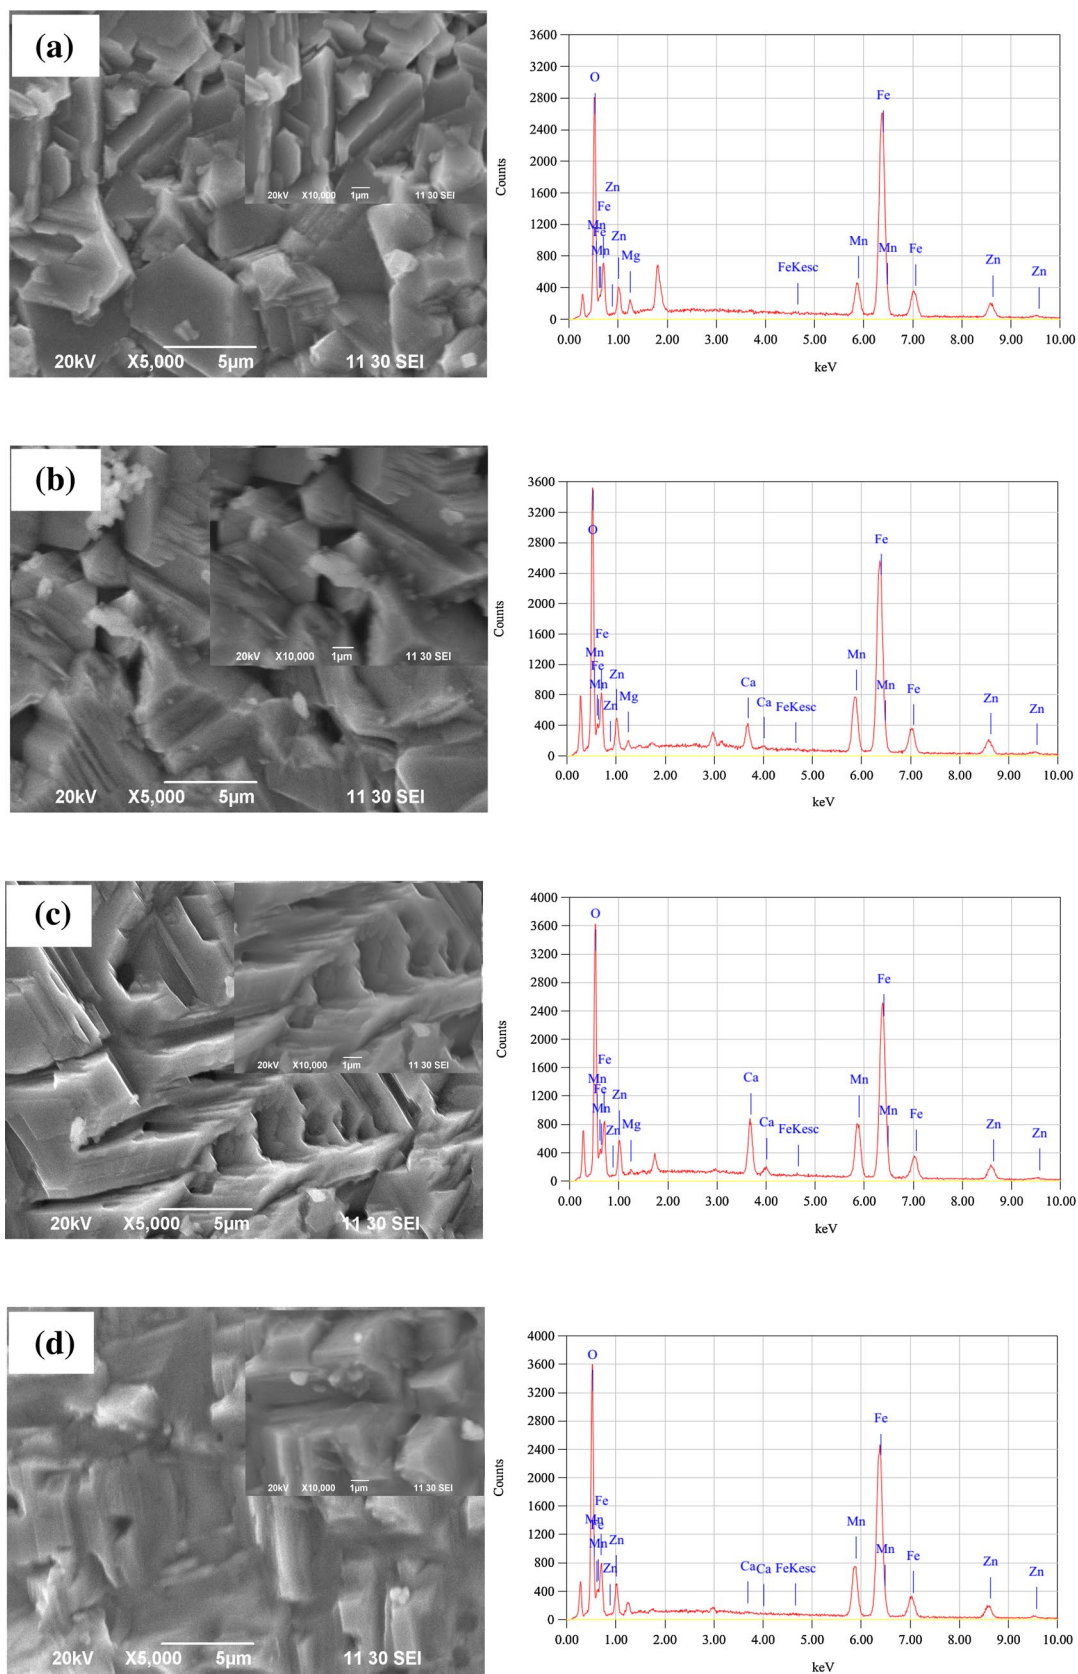 (a)
20kV X10,000 1µm 11 30 SEI
20kV X5,000 5µm 11 30 SEI
3600
3200
2800
2400
2000
1600
1200
800
400
0
Counts
O
Zn
Fe
Mn
Fe
Mn
Zn
Mg
FeKesc
Mn
Fe
Mn
Fe
Zn
Zn
0.00 1.00 2.00 3.00 4.00 5.00 6.00 7.00 8.00 9.00 10.00
keV
(b)
20kV X10,000 1µm 11 30 SEI
20kV X5,000 5µm 11 30 SEI
3600
3200
2800
2400
2000
1600
1200
800
400
0
Counts
O
Fe
Mn
Fe
Mn
Zn
Zn
Mg
Ca
Ca
FeKesc
Mn
Fe
Mn
Fe
Zn
Zn
0.00 1.00 2.00 3.00 4.00 5.00 6.00 7.00 8.00 9.00 10.00
keV
(c)
20kV X10,000 1µm 11 30 SEI
20kV X5,000 5µm 11 30 SEI
4000
3600
3200
2800
2400
2000
1600
1200
800
400
0
Counts
O
Fe
Mn
Fe
Mn
Zn
Zn
Mg
Ca
Ca
FeKesc
Mn
Fe
Mn
Fe
Zn
Zn
0.00 1.00 2.00 3.00 4.00 5.00 6.00 7.00 8.00 9.00 10.00
keV
(d)
20kV X10,000 1µm 11 30 SEI
20kV X5,000 5µm 11 30 SEI
4000
3600
3200
2800
2400
2000
1600
1200
800
400
0
Counts
O
Fe
Mn
Fe
Mn
Zn
Zn
Ca
Ca
FeKesc
Mn
Fe
Mn
Fe
Zn
Zn
0.00 1.00 2.00 3.00 4.00 5.00 6.00 7.00 8.00 9.00 10.00
keV